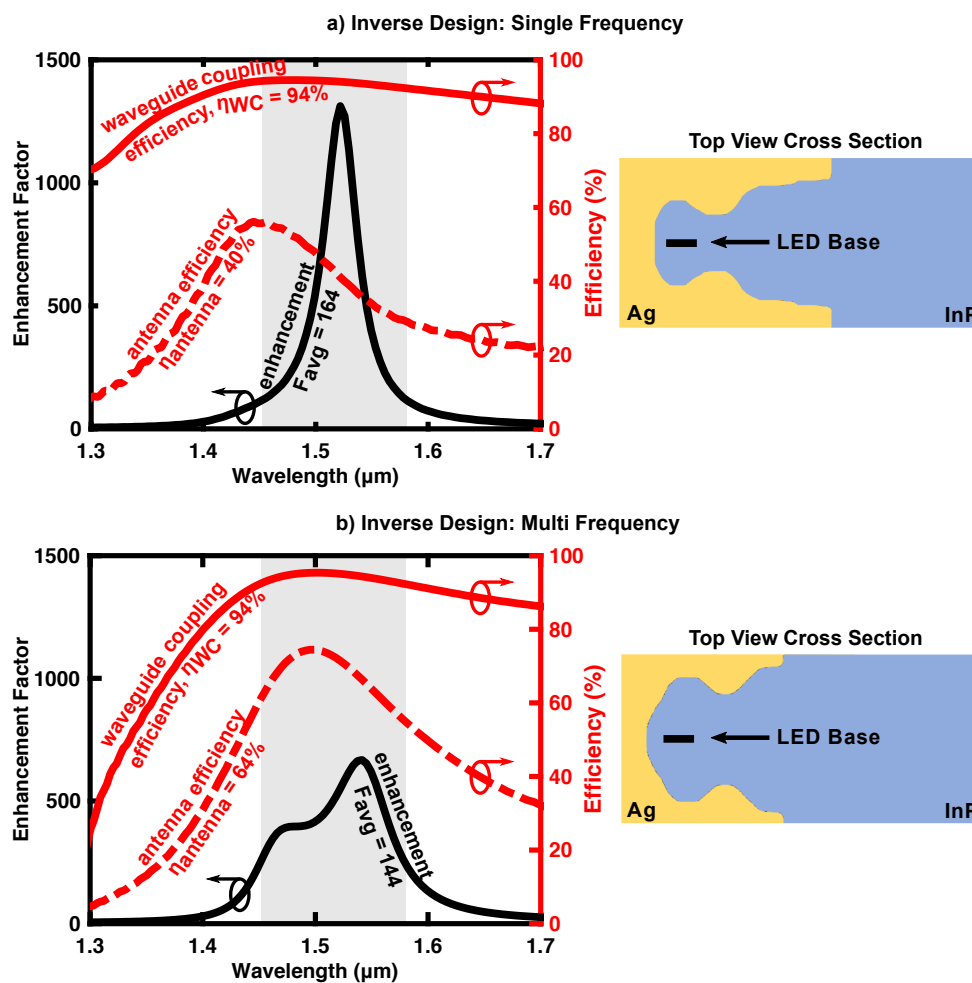 a) Inverse Design: Single Frequency
1500
1000
500
0
Enhancement Factor
1.3
1.4
1.5
1.6
1.7
Wavelength (µm)
100
80
60
40
20
0
Efficiency (%)
waveguide coupling
efficiency, ηWC = 94%
antenna efficiency
ηantenna = 40%
enhancement
Favg = 164
Top View Cross Section
LED Base
Ag
InP
b) Inverse Design: Multi Frequency
1500
1000
500
0
Enhancement Factor
1.3
1.4
1.5
1.6
1.7
Wavelength (µm)
100
80
60
40
20
0
Efficiency (%)
waveguide coupling
efficiency, ηWC = 94%
antenna efficiency
ηantenna = 64%
enhancement
Favg = 144
Top View Cross Section
LED Base
Ag
InP